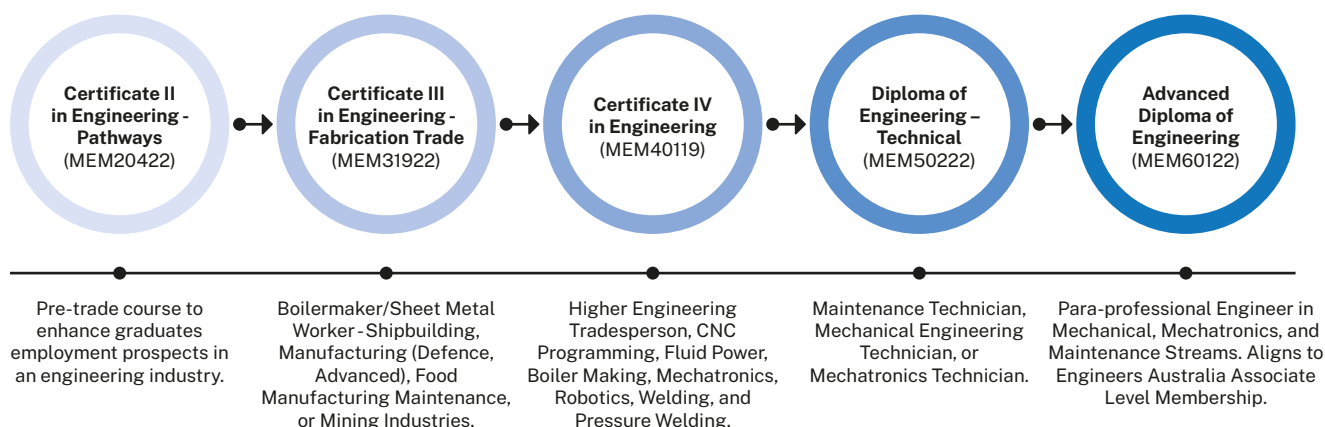 Certificate II
in Engineering -
Pathways
(MEM20422)
Certificate III
in Engineering -
Fabrication Trade
(MEM31922)
Certificate IV
in Engineering
(MEM40119)
Diploma of
Engineering –
Technical
(MEM50222)
Advanced
Diploma of
Engineering
(MEM60122)
Pre-trade course to
enhance graduates
employment prospects in
an engineering industry.
Boilermaker/Sheet Metal
Worker - Shipbuilding,
Manufacturing (Defence,
Advanced), Food
Manufacturing Maintenance,
or Mining Industries.
Higher Engineering
Tradesperson, CNC
Programming, Fluid Power,
Boiler Making, Mechatronics,
Robotics, Welding, and
Pressure Welding.
Maintenance Technician,
Mechanical Engineering
Technician, or
Mechatronics Technician.
Para-professional Engineer in
Mechanical, Mechatronics, and
Maintenance Streams. Aligns to
Engineers Australia Associate
Level Membership.